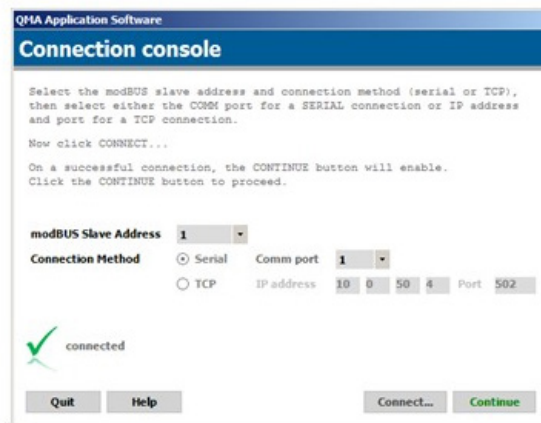 QMA Application Software
Connection console
Select the modBUS slave address and connection method (serial or TCP),
then select either the COMM port for a SERIAL connection or IP address
and port for a TCP connection.
Now click CONNECT...
On a successful connection, the CONTINUE button will enable.
Click the CONTINUE button to proceed.
modBUS Slave Address 1
Connection Method Serial Comm port 1
TCP IP address 10 0 50 4 Port 502
connected
Quit Help Connect... Continue